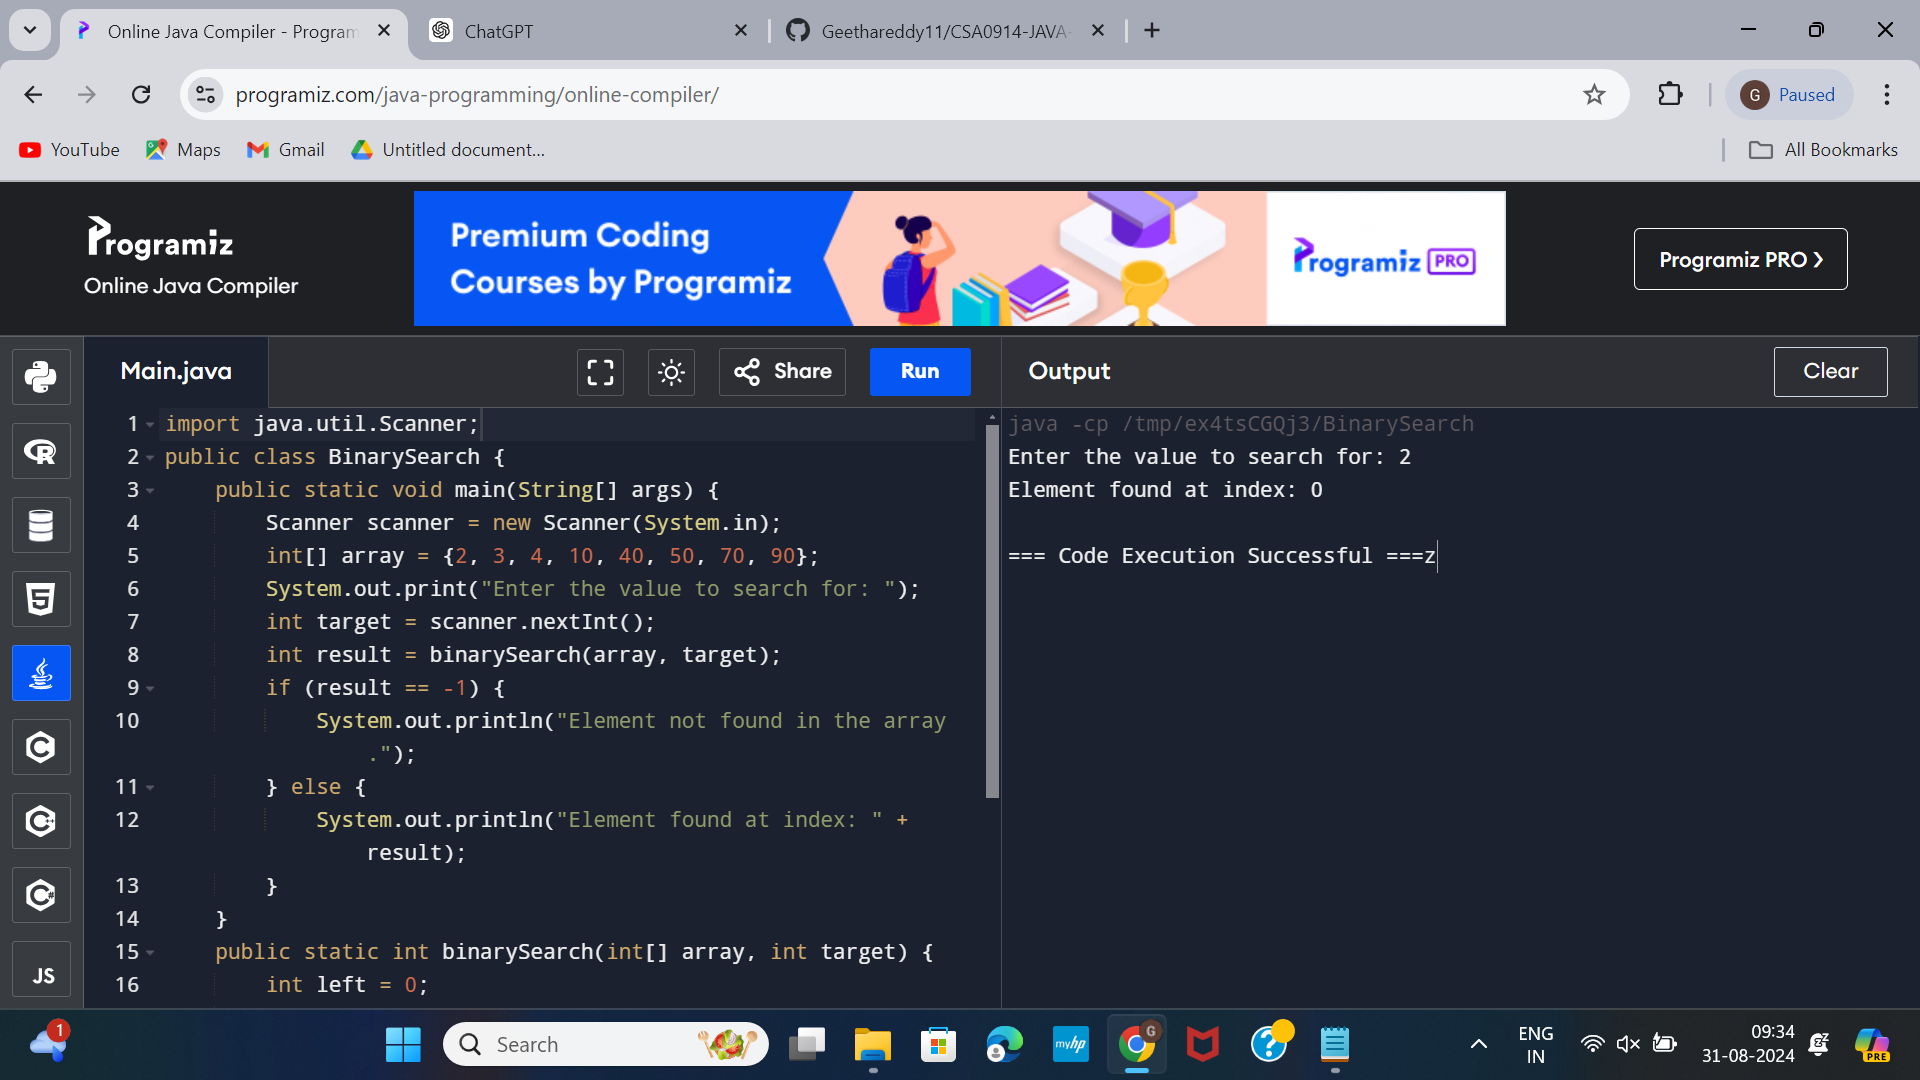 Online Java Compiler - Program
ChatGPT
Geethareddy11/CSA0914-JAVA-
programiz.com/java-programming/online-compiler/
G
Paused
YouTube
Maps
Gmail
Untitled document...
All Bookmarks
Programiz
Online Java Compiler
Premium Coding
Courses by Programiz
Programiz PRO
Programiz PRO ❯
Main.java
Share
Run
Output
Clear
1 import java.util.Scanner;
2 public class BinarySearch {
3 public static void main(String[] args) {
4 Scanner scanner = new Scanner(System.in);
5 int[] array = {2, 3, 4, 10, 40, 50, 70, 90};
6 System.out.print("Enter the value to search for: ");
7 int target = scanner.nextInt();
8 int result = binarySearch(array, target);
9 if (result == -1) {
10 System.out.println("Element not found in the array
.");
11 } else {
12 System.out.println("Element found at index: " +
result);
13 }
14 }
15 public static int binarySearch(int[] array, int target) {
16 int left = 0;
java -cp /tmp/ex4tsCGQj3/BinarySearch
Enter the value to search for: 2
Element found at index: 0
=== Code Execution Successful ===z
R
5
C
C++
C#
JS
1
Search
myhp
G
ENG
IN
09:34
31-08-2024
PRE